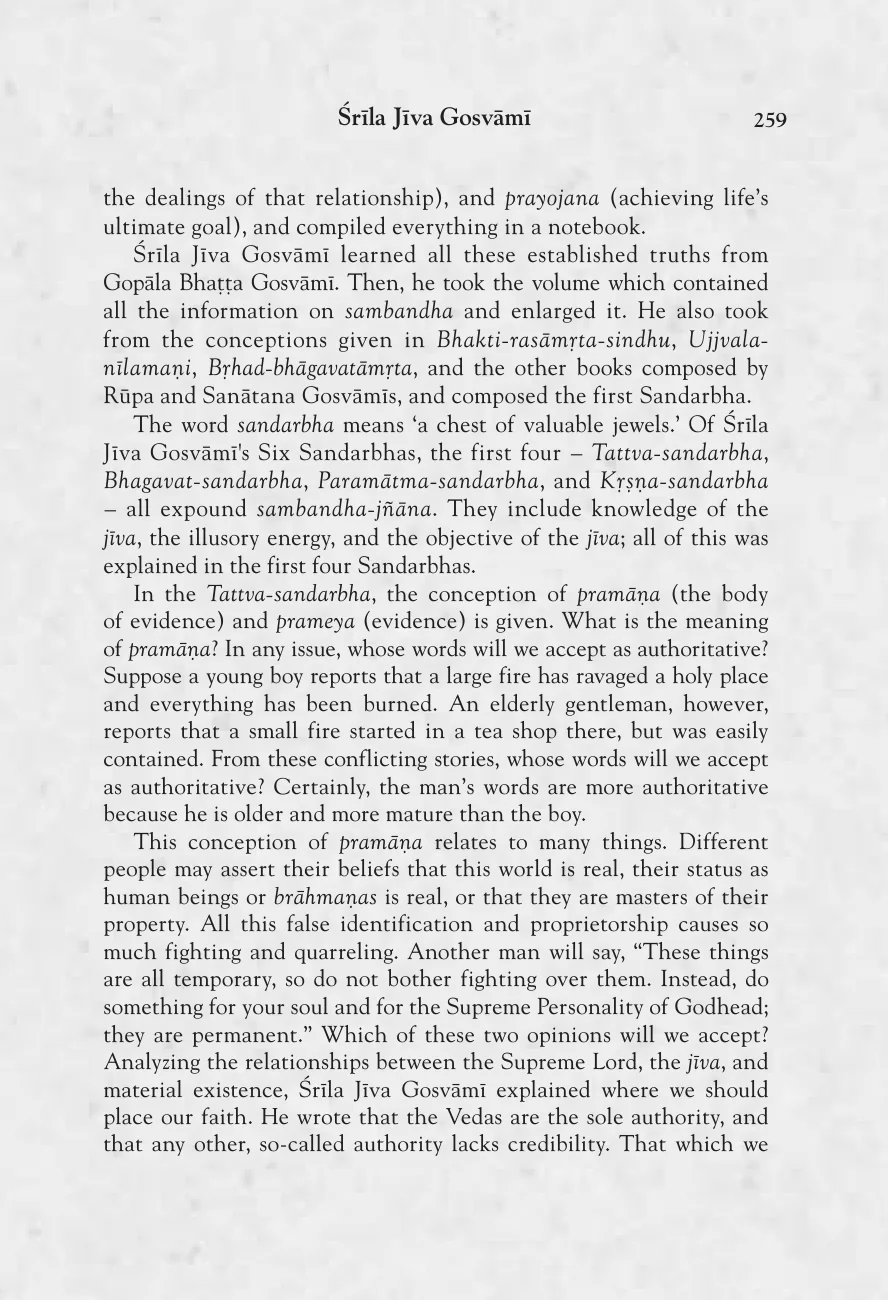 Śrīla Jīva Gosvāmī 259
the dealings of that relationship), and prayojana (achieving life’s
ultimate goal), and compiled everything in a notebook.
Śrīla Jīva Gosvāmī learned all these established truths from
Gopāla Bhaṭṭa Gosvāmī. Then, he took the volume which contained
all the information on sambandha and enlarged it. He also took
from the conceptions given in Bhakti-rasāmṛta-sindhu, Ujjvala-
nīlamaṇi, Bṛhad-bhāgavatāmṛta, and the other books composed by
Rūpa and Sanātana Gosvāmīs, and composed the first Sandarbha.
The word sandarbha means ‘a chest of valuable jewels.’ Of Śrīla
Jīva Gosvāmī's Six Sandarbhas, the first four – Tattva-sandarbha,
Bhagavat-sandarbha, Paramātma-sandarbha, and Kṛṣṇa-sandarbha
– all expound sambandha-jñāna. They include knowledge of the
jīva, the illusory energy, and the objective of the jīva; all of this was
explained in the first four Sandarbhas.
In the Tattva-sandarbha, the conception of pramāṇa (the body
of evidence) and prameya (evidence) is given. What is the meaning
of pramāṇa? In any issue, whose words will we accept as authoritative?
Suppose a young boy reports that a large fire has ravaged a holy place
and everything has been burned. An elderly gentleman, however,
reports that a small fire started in a tea shop there, but was easily
contained. From these conflicting stories, whose words will we accept
as authoritative? Certainly, the man’s words are more authoritative
because he is older and more mature than the boy.
This conception of pramāṇa relates to many things. Different
people may assert their beliefs that this world is real, their status as
human beings or brāhmaṇas is real, or that they are masters of their
property. All this false identification and proprietorship causes so
much fighting and quarreling. Another man will say, “These things
are all temporary, so do not bother fighting over them. Instead, do
something for your soul and for the Supreme Personality of Godhead;
they are permanent.” Which of these two opinions will we accept?
Analyzing the relationships between the Supreme Lord, the jīva, and
material existence, Śrīla Jīva Gosvāmī explained where we should
place our faith. He wrote that the Vedas are the sole authority, and
that any other, so-called authority lacks credibility. That which we